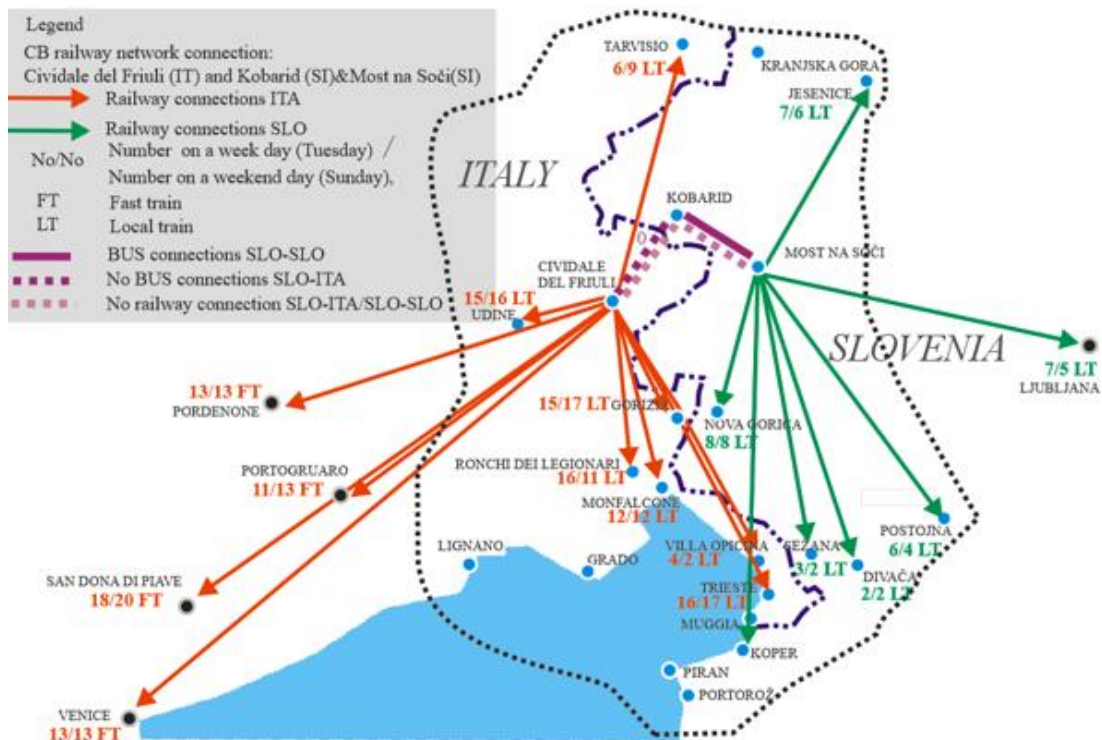 Legend
CB railway network connection:
Cividale del Friuli (IT) and Kobarid (SI)&Most na Soči(SI)
Railway connections ITA
Railway connections SLO
No/No Number on a week day (Tuesday) /
Number on a weekend day (Sunday).
FT Fast train
LT Local train
BUS connections SLO-SLO
No BUS connections SLO-ITA
No railway connection SLO-ITA/SLO-SLO
TARVISIO
6/9 LT
KRANJSKA GORA
JESENICE
7/6 LT
ITALY
KOBARID
0
MOST NA SOČI
CIVIDALE
DEL FRIULI
15/16 LT
UDINE
SLOVENIA
7/5 LT
LJUBLJANA
13/13 FT
PORDENONE
15/17 LT
GORIZIA
NOVA GORICA
8/8 LT
PORTOGRUARO
11/13 FT
RONCHI DEI LEGIONARI
16/11 LT
MONFALCONE
12/12 LT
POSTOJNA
6/4 LT
LIGNANO
GRADO
VILLA OPICINA
4/2 LT
SEŽANA
3/2 LT
DIVAČA
2/2 LT
SAN DONA DI PIAVE
18/20 FT
TRIESTE
16/17 LT
MUGGIA
KOPER
PIRAN
PORTOROŽ
VENICE
13/13 FT